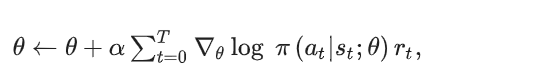 θ ← θ + α ∑_{t=0}^{T} ∇_θ log π (a_t|s_t; θ) r_t,